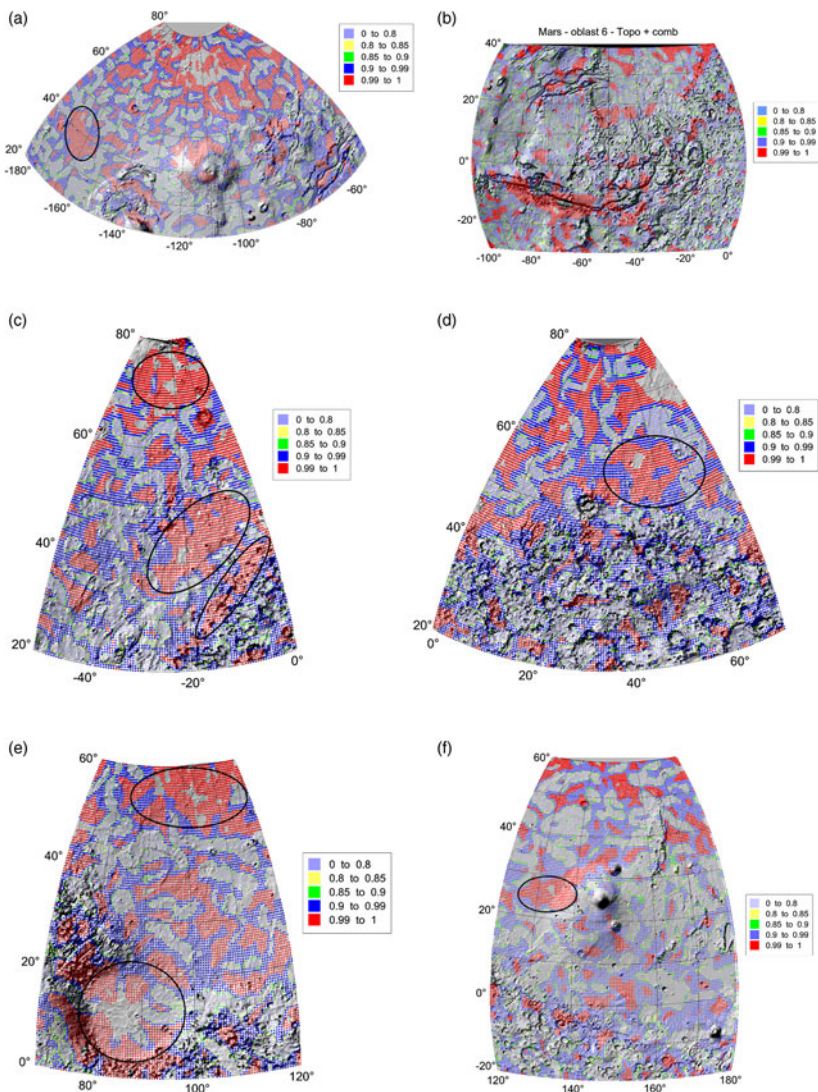 (a)
80°
60°
40°
20°
-180°
-160°
-140°
-120°
-100°
-80°
-60°
0 to 0.8
0.8 to 0.85
0.85 to 0.9
0.9 to 0.99
0.99 to 1
(b)
Mars - oblast 6 - Topo + comb
40°
20°
0°
-20°
-100°
-80°
-60°
-40°
-20°
0°
0 to 0.8
0.8 to 0.85
0.85 to 0.9
0.9 to 0.99
0.99 to 1
(c)
80°
60°
40°
20°
-40°
-20°
0°
0 to 0.8
0.8 to 0.85
0.85 to 0.9
0.9 to 0.99
0.99 to 1
(d)
80°
60°
40°
20°
0°
20°
40°
60°
0 to 0.8
0.8 to 0.85
0.85 to 0.9
0.9 to 0.99
0.99 to 1
(e)
60°
40°
20°
0°
80°
100°
120°
0 to 0.8
0.8 to 0.85
0.85 to 0.9
0.9 to 0.99
0.99 to 1
(f)
60°
40°
20°
0°
-20°
120°
140°
160°
180°
0 to 0.8
0.8 to 0.85
0.85 to 0.9
0.9 to 0.99
0.99 to 1